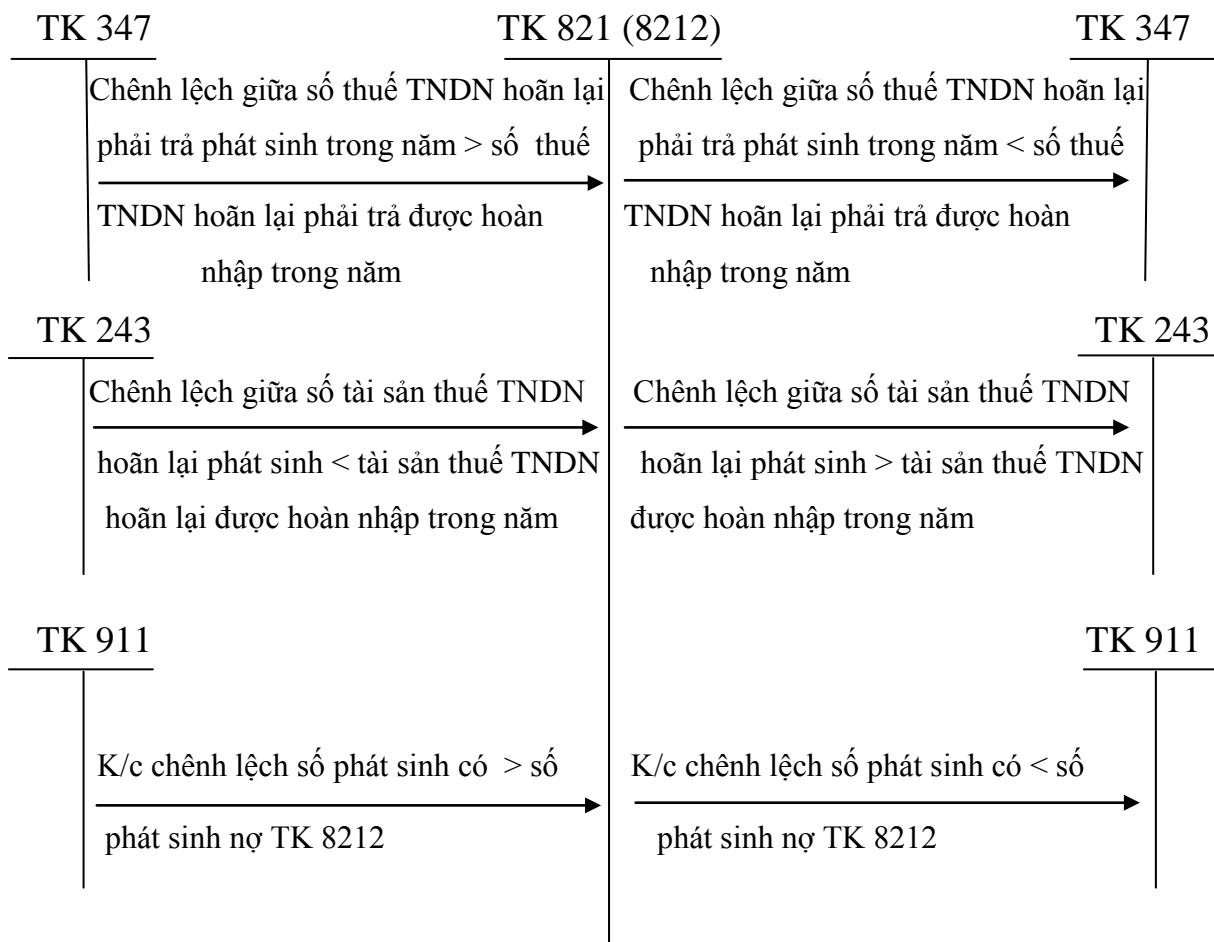 TK 347 TK 821 (8212) TK 347
Chênh lệch giữa số thuế TNDN hoãn lại
phải trả phát sinh trong năm > số thuế
TNDN hoãn lại phải trả được hoàn
nhập trong năm
Chênh lệch giữa số thuế TNDN hoãn lại
phải trả phát sinh trong năm < số thuế
TNDN hoãn lại phải trả được hoàn
nhập trong năm
TK 243 TK 243
Chênh lệch giữa số tài sản thuế TNDN
hoãn lại phát sinh < tài sản thuế TNDN
hoãn lại được hoàn nhập trong năm
Chênh lệch giữa số tài sản thuế TNDN
hoãn lại phát sinh > tài sản thuế TNDN
được hoàn nhập trong năm
TK 911 TK 911
K/c chênh lệch số phát sinh có > số
phát sinh nợ TK 8212
K/c chênh lệch số phát sinh có < số
phát sinh nợ TK 8212